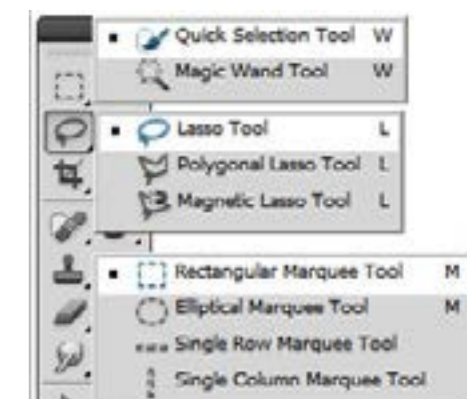 Quick Selection Tool W
Magic Wand Tool W
Lasso Tool L
Polygonal Lasso Tool L
Magnetic Lasso Tool L
Rectangular Marquee Tool M
Elliptical Marquee Tool M
Single Row Marquee Tool
Single Column Marquee Tool